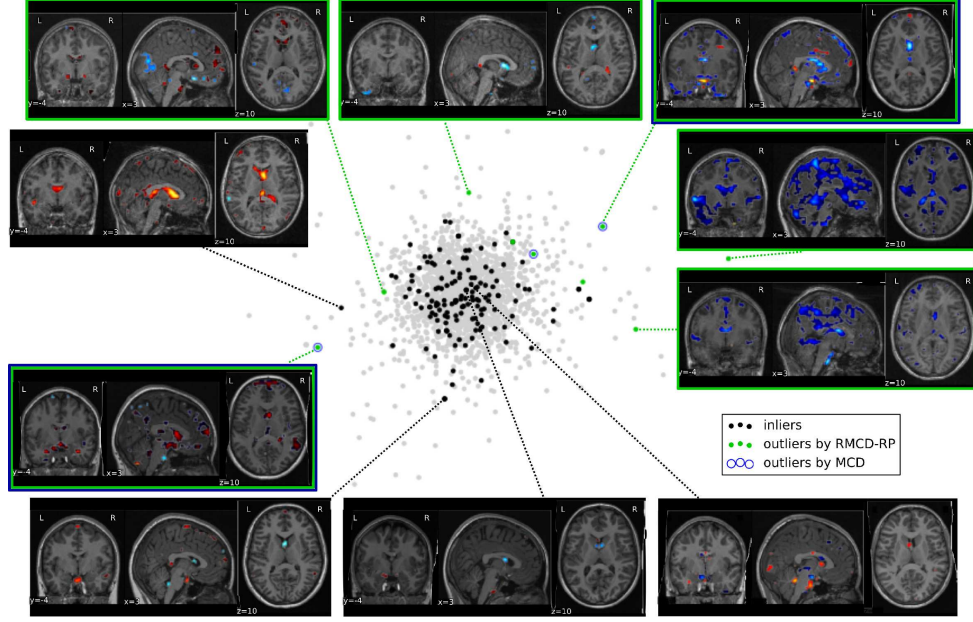 L R
y=-4 x=3 z=10
L R
y=-4 x=3 z=10
L R
y=-4 x=3 z=10
L R
y=-4 x=3 z=10
L R
y=-4 x=3 z=10
L R
y=-4 x=3 z=10
inliers
outliers by RMCD-RP
outliers by MCD
L R
y=-4 x=3 z=10
L R
y=-4 x=3 z=10
L R
y=-4 x=3 z=10
L R
y=-4 x=3 z=10